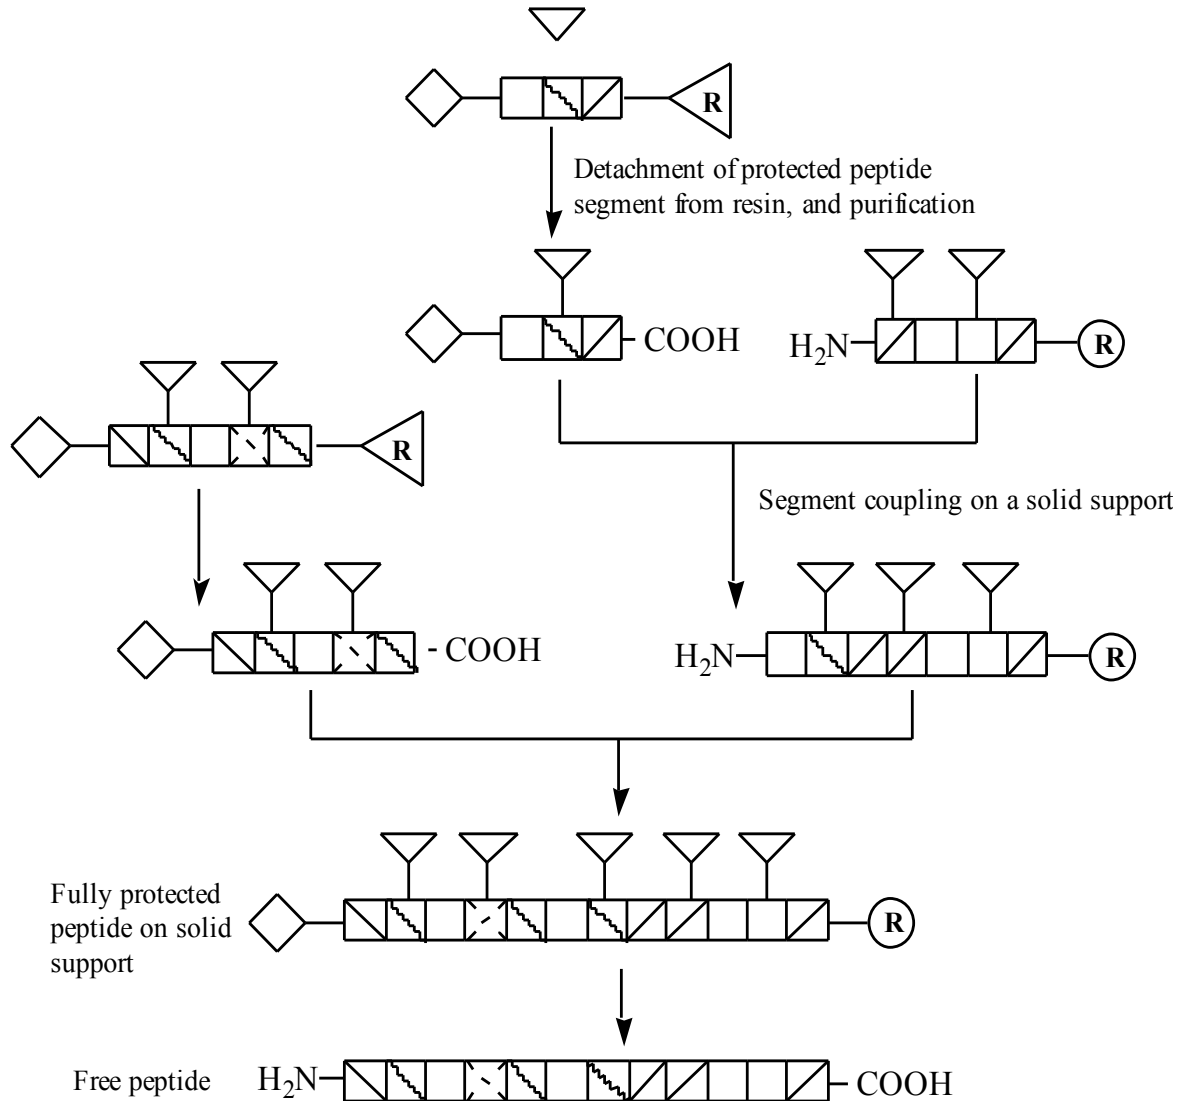 R
Detachment of protected peptide
segment from resin, and purification
COOH
H2N
R
R
Segment coupling on a solid support
- COOH
H2N
R
Fully protected
peptide on solid
support
R
Free peptide
H2N
COOH